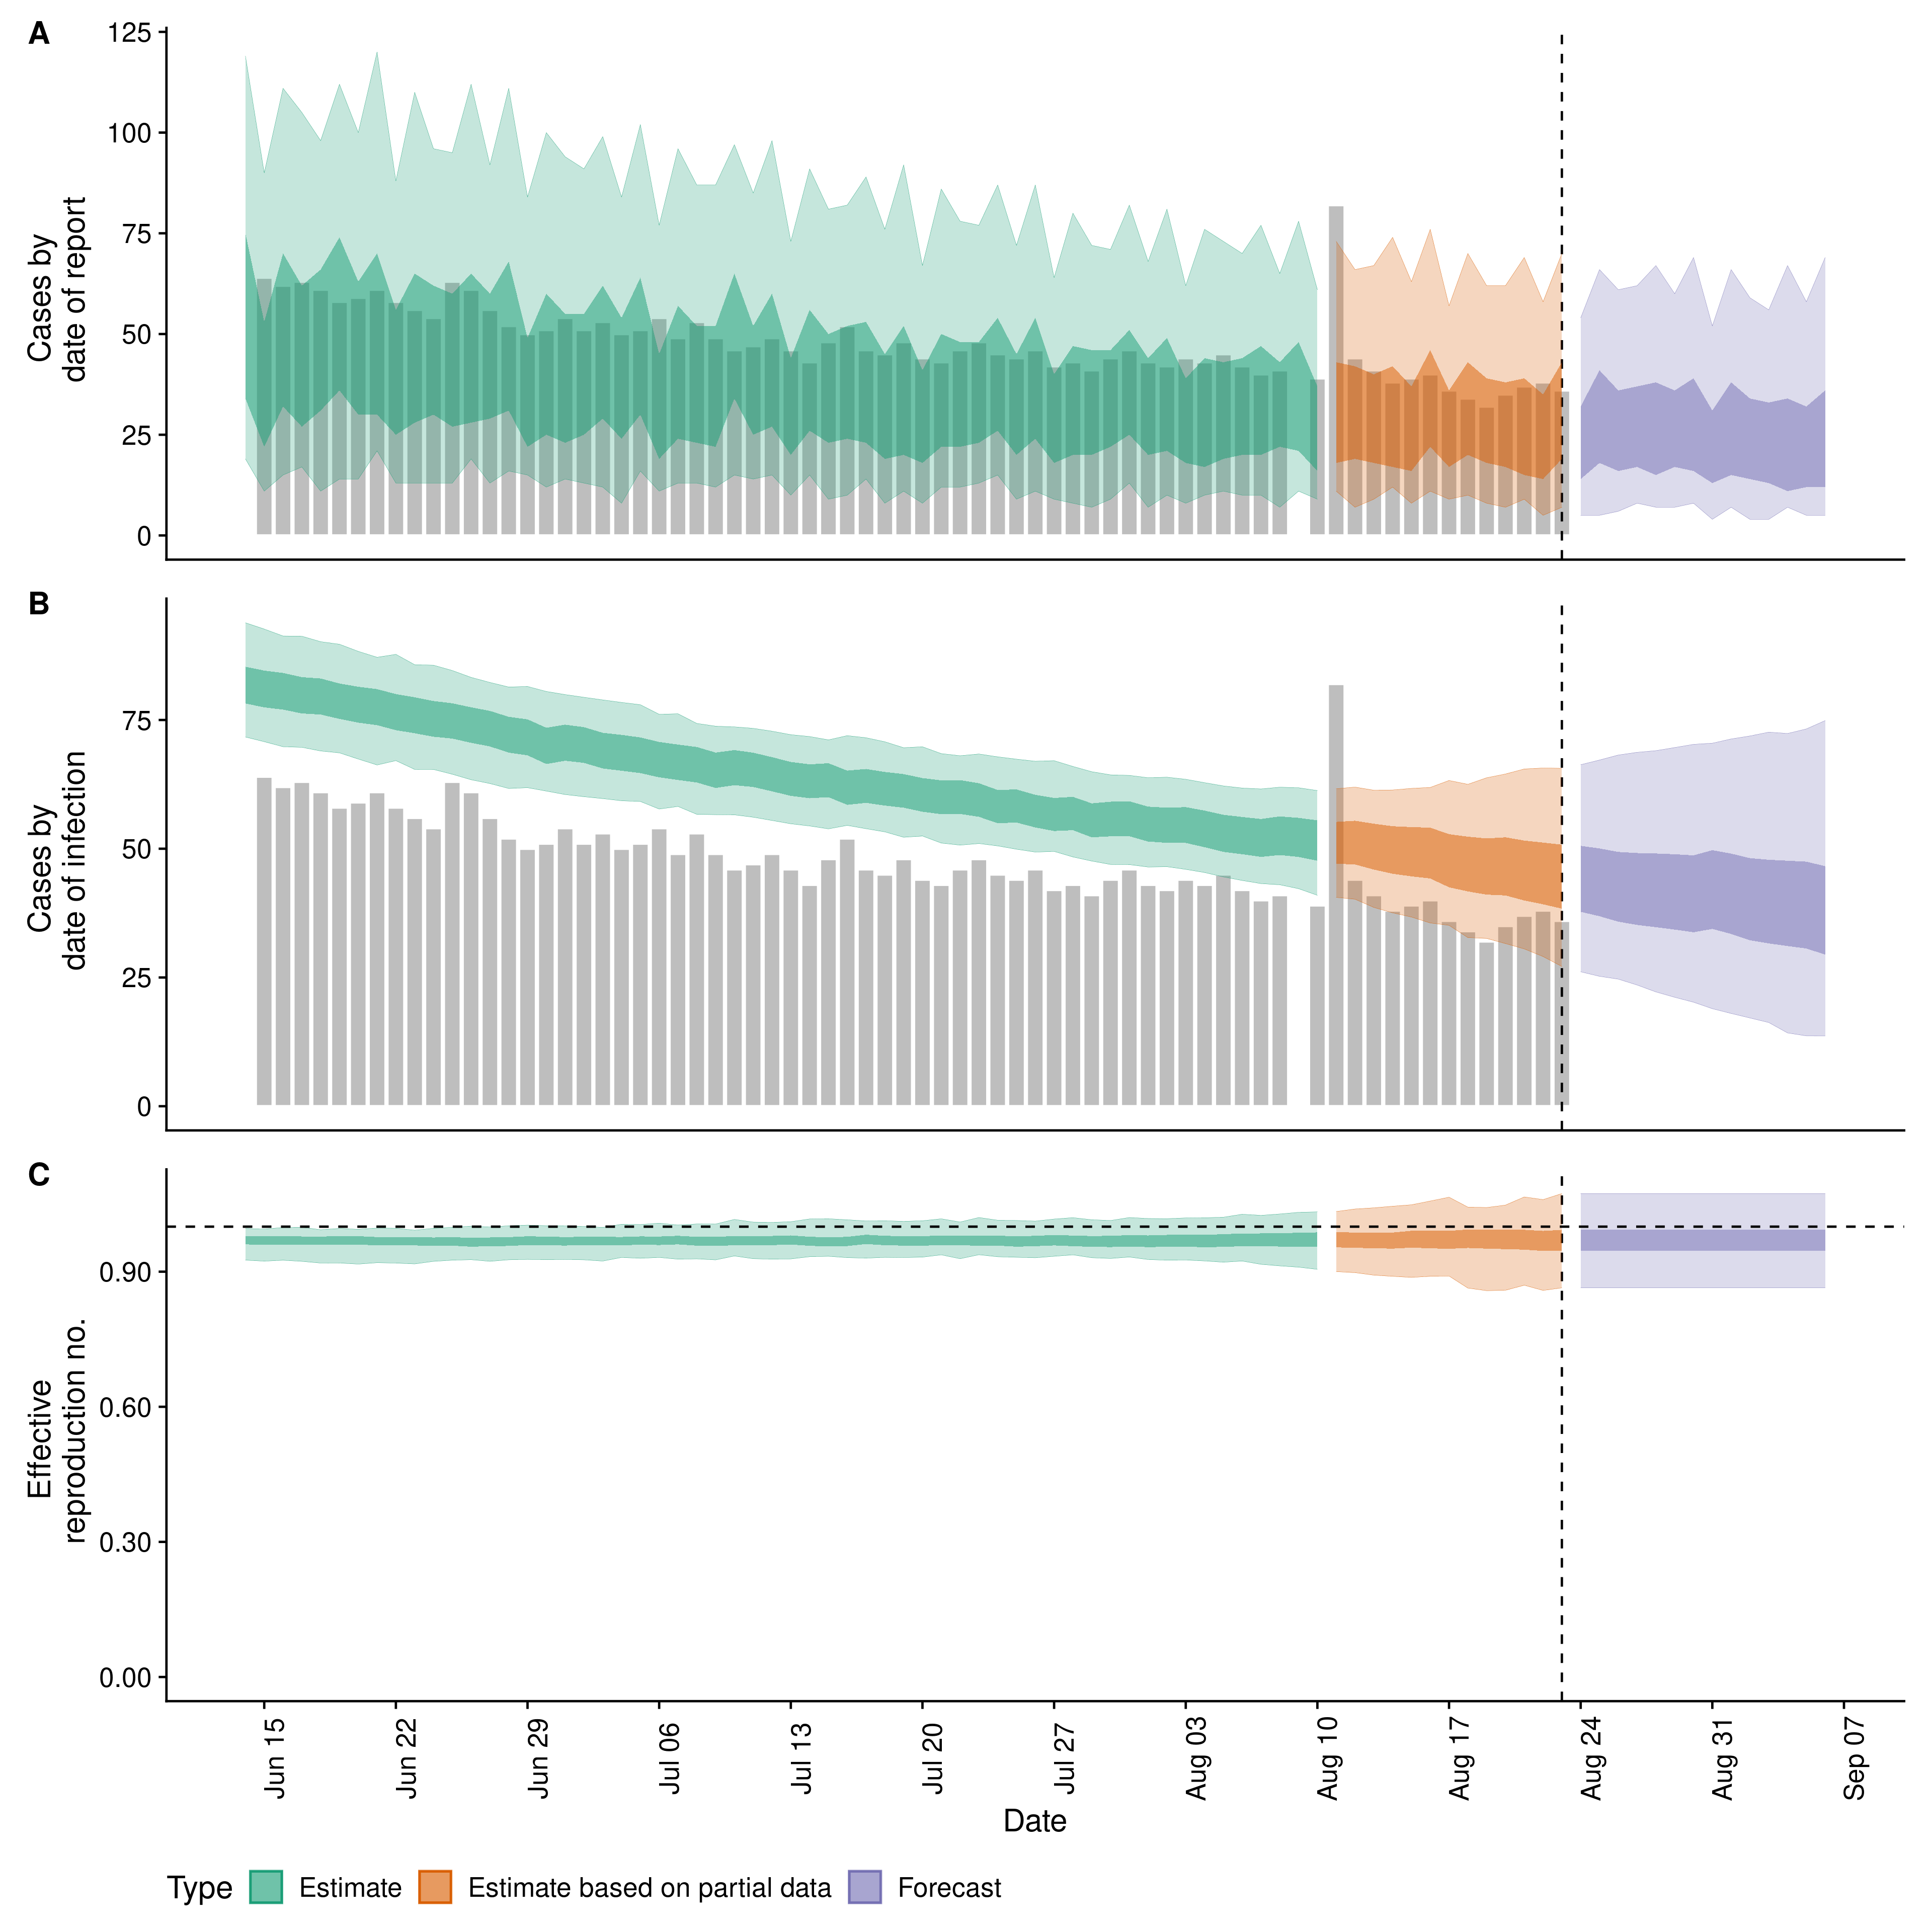 A
125
100
75
50
25
0
Cases by
date of report
B
75
50
25
0
Cases by
date of infection
C
0.90
0.60
0.30
0.00
Effective
reproduction no.
Jun 15
Jun 22
Jun 29
Jul 06
Jul 13
Jul 20
Jul 27
Aug 03
Aug 10
Aug 17
Aug 24
Aug 31
Sep 07
Date
Type Estimate Estimate based on partial data Forecast